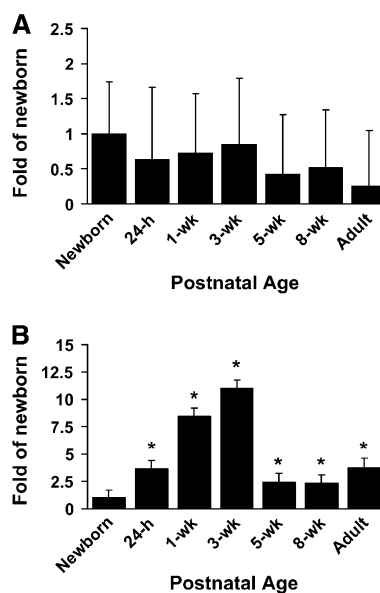 A
Fold of newborn
2.5
2
1.5
1
0.5
0
Newborn
24-h
1-wk
3-wk
5-wk
8-wk
Adult
Postnatal Age
B
Fold of newborn
15
12.5
10
7.5
5
2.5
0
*
*
*
*
*
*
Newborn
24-h
1-wk
3-wk
5-wk
8-wk
Adult
Postnatal Age